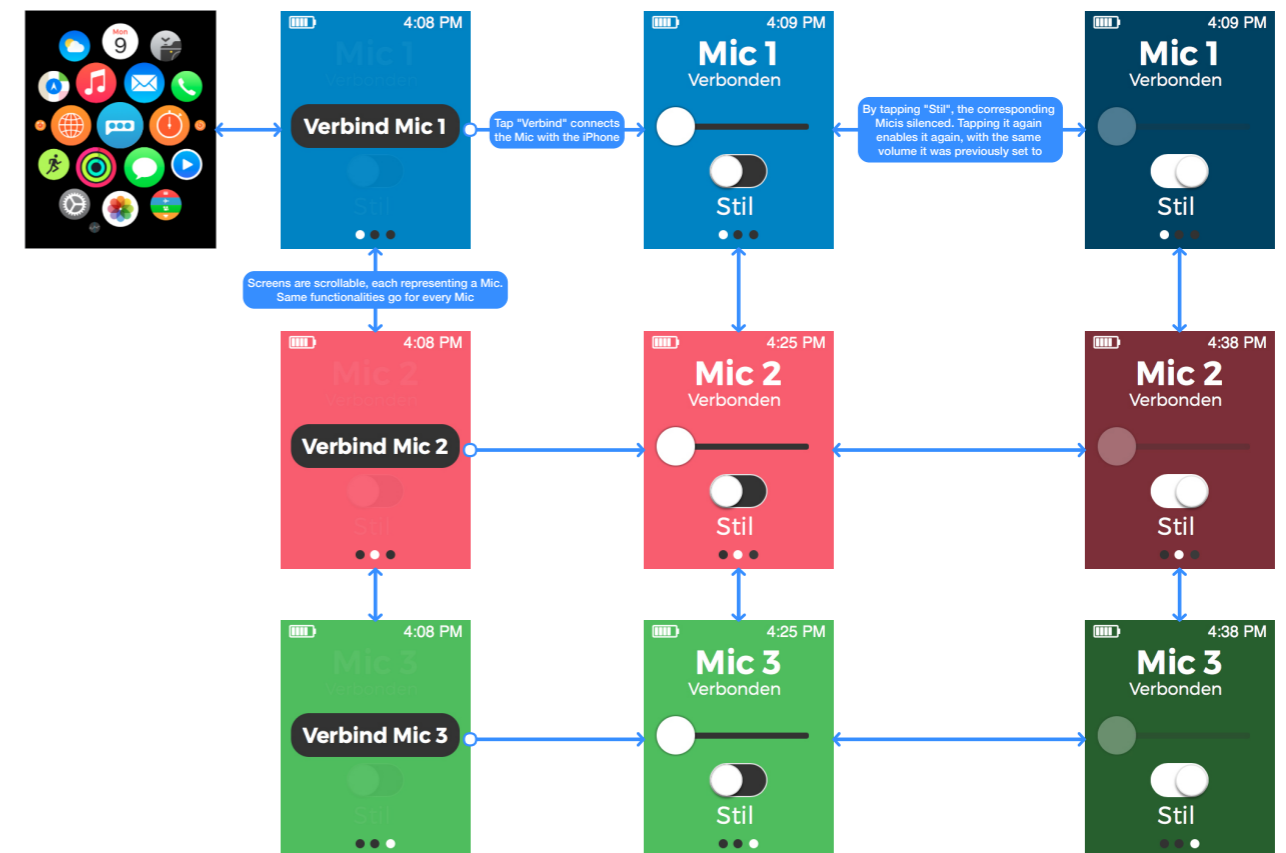 Mon
9
4:08 PM
Mic 1
Verbonden
Verbind Mic 1
Stil
Tap "Verbind" connects
the Mic with the iPhone
4:09 PM
Mic 1
Verbonden
Stil
By tapping "Stil", the corresponding
Micis silenced. Tapping it again
enables it again, with the same
volume it was previously set to
4:09 PM
Mic 1
Verbonden
Stil
Screens are scrollable, each representing a Mic.
Same functionalities go for every Mic
4:08 PM
Mic 2
Verbonden
Verbind Mic 2
Stil
4:25 PM
Mic 2
Verbonden
Stil
4:38 PM
Mic 2
Verbonden
Stil
4:08 PM
Mic 3
Verbonden
Verbind Mic 3
Stil
4:25 PM
Mic 3
Verbonden
Stil
4:38 PM
Mic 3
Verbonden
Stil